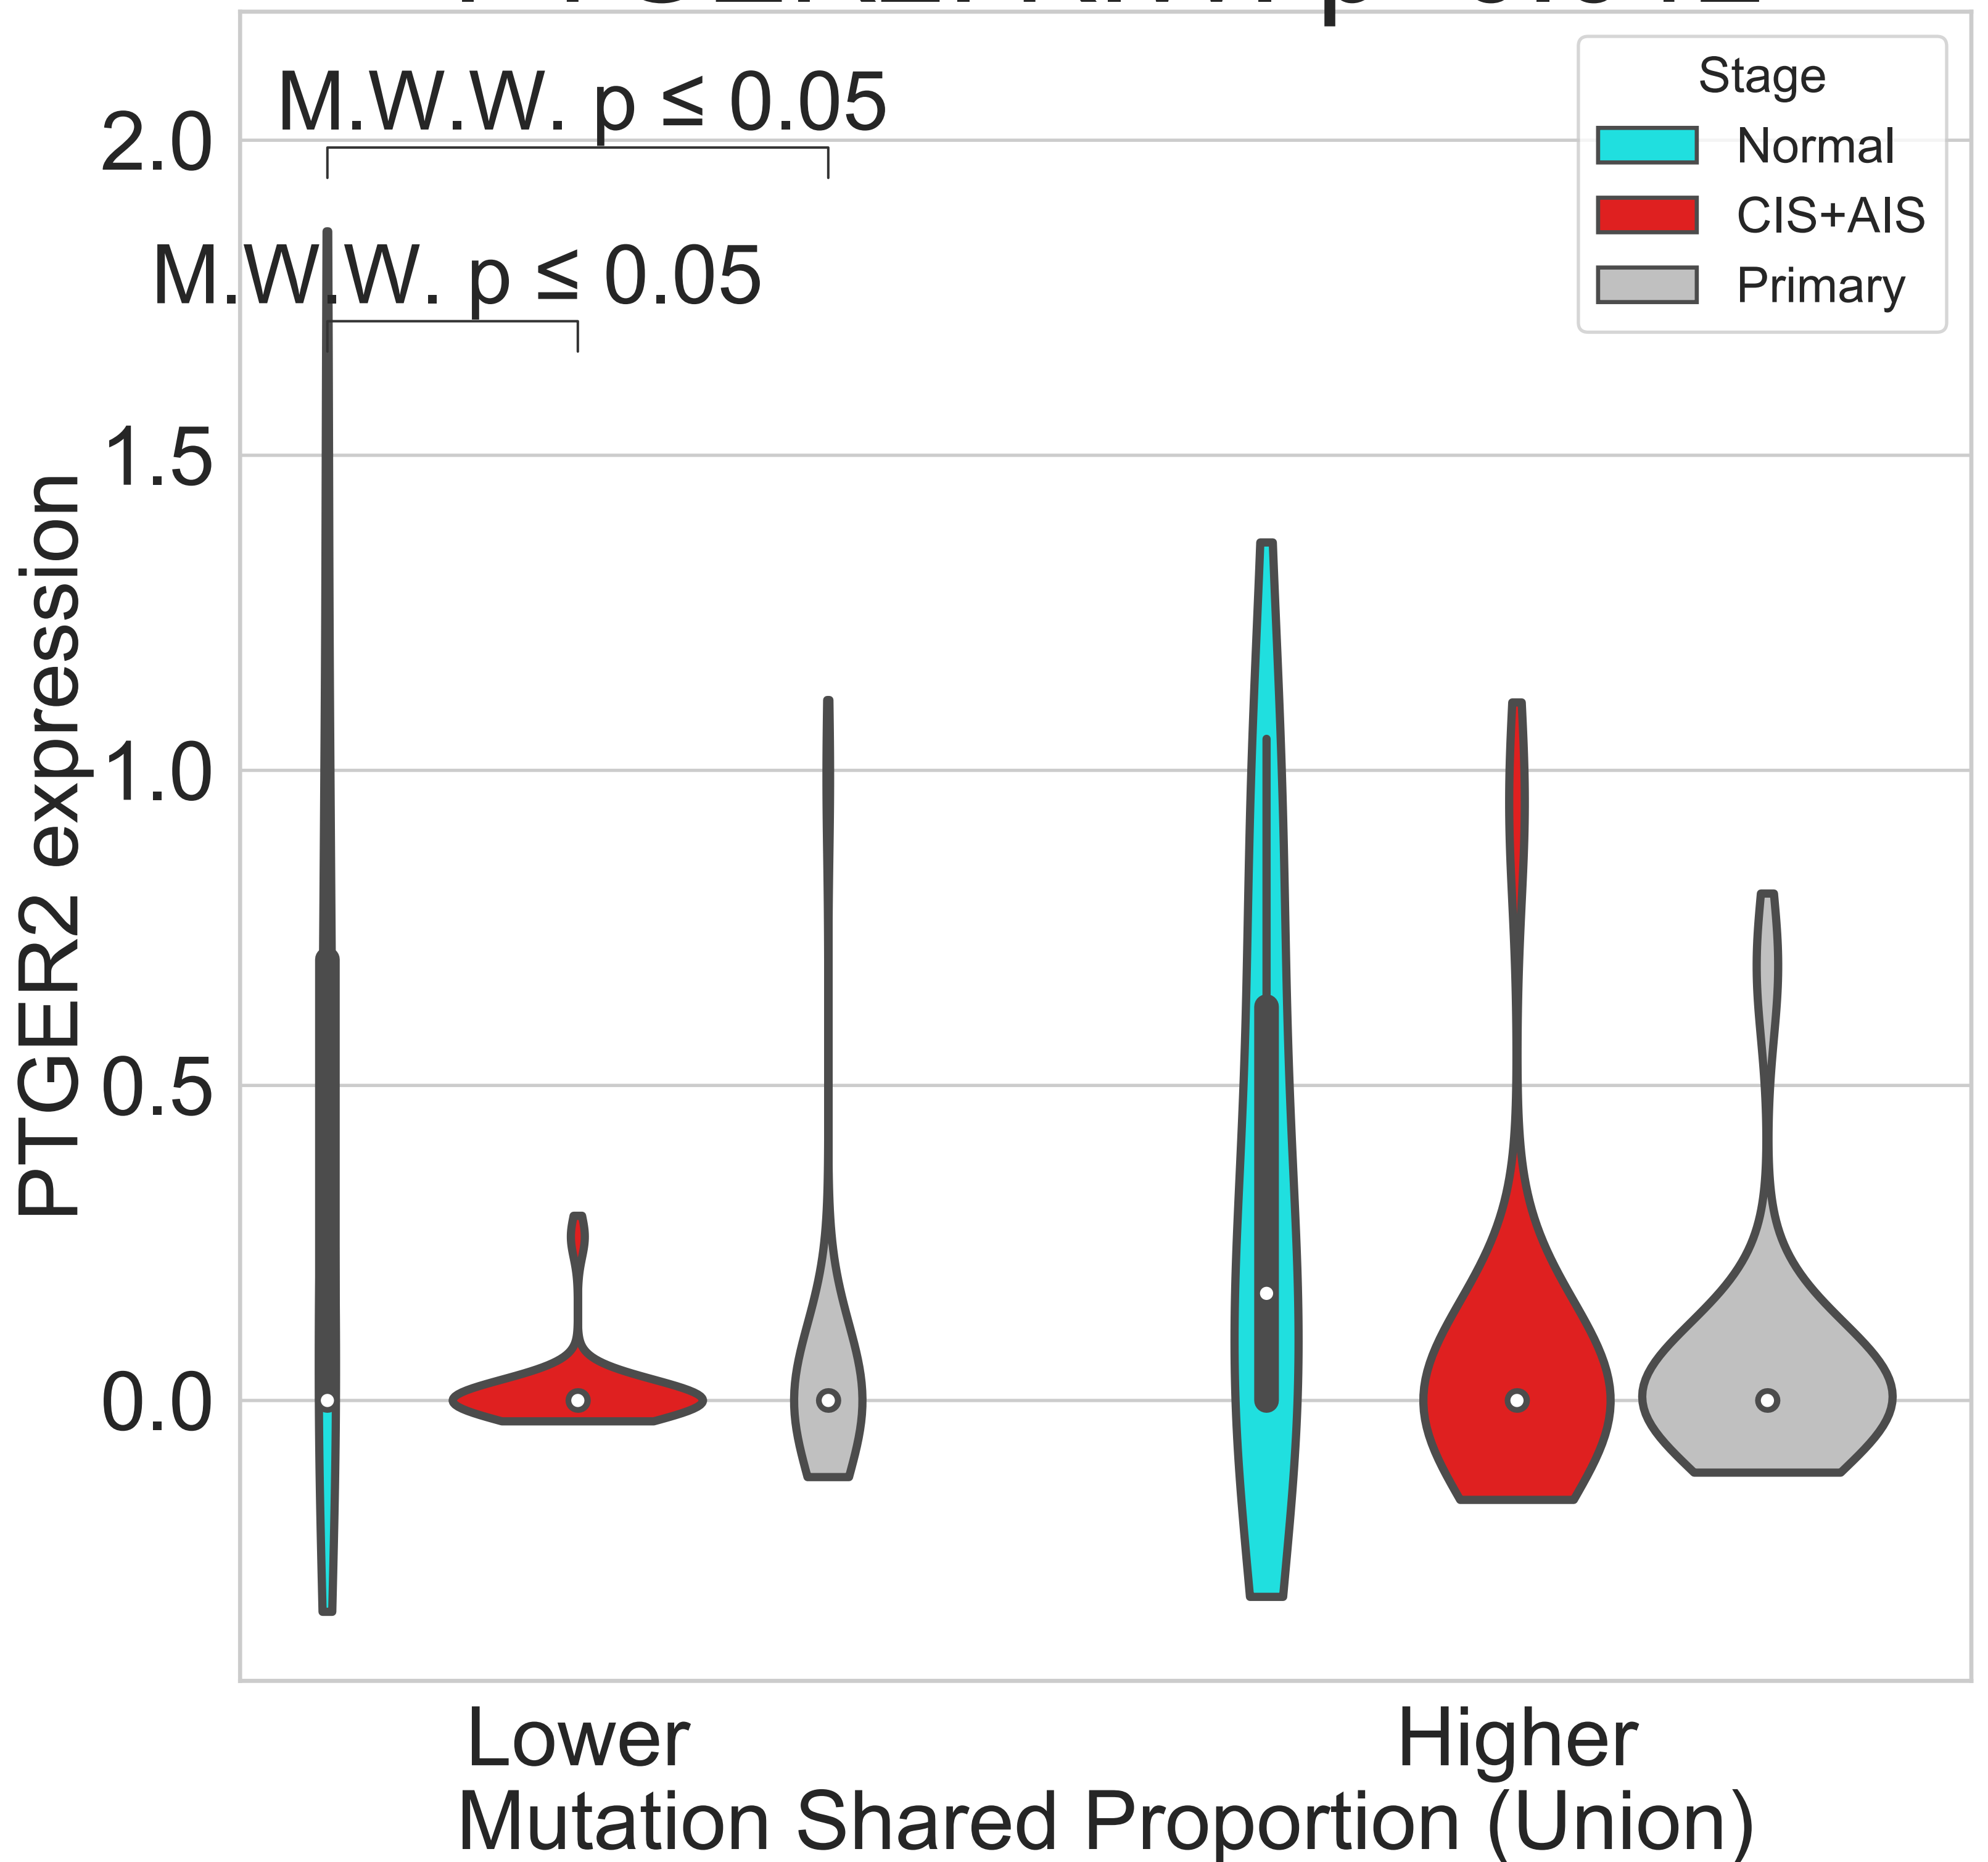 M.W.W. p ≤ 0.05
M.W.W. p ≤ 0.05
Stage
Normal
CIS+AIS
Primary
2.0
1.5
1.0
0.5
0.0
PTGER2 expression
Lower
Higher
Mutation Shared Proportion (Union)